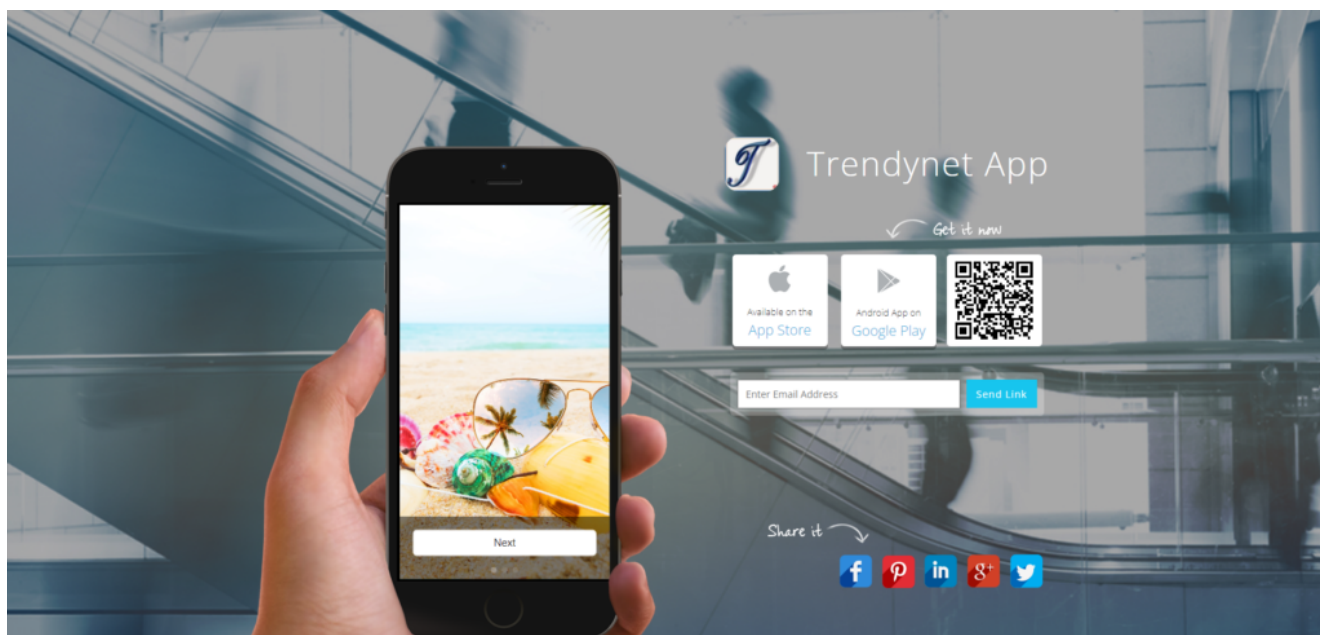 Trendynet App
Get it now
Available on the
App Store
Android App on
Google Play
Enter Email Address
Send Link
Next
Share it